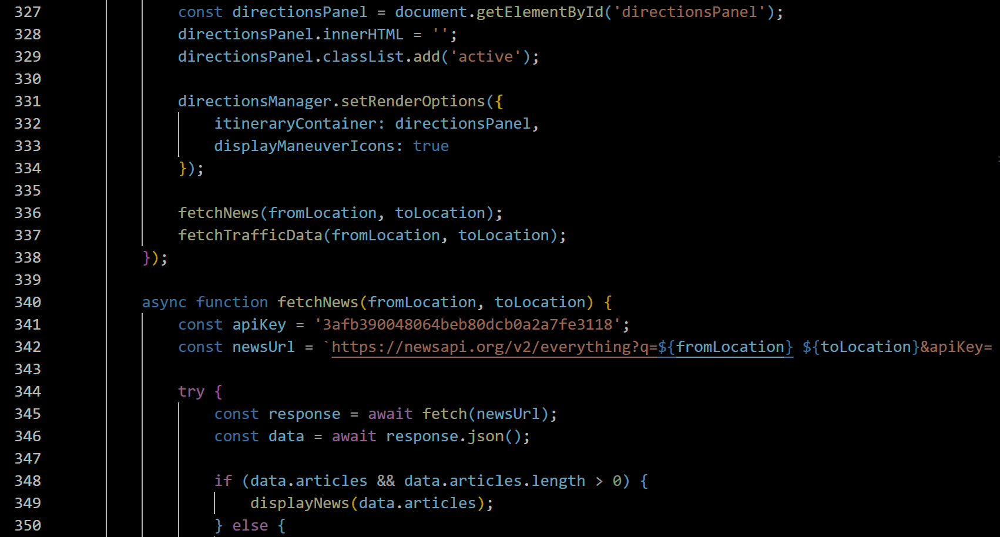 327 const directionsPanel = document.getElementById('directionsPanel');
328 directionsPanel.innerHTML = '';
329 directionsPanel.classList.add('active');
330
331 directionsManager.setRenderOptions({
332 itineraryContainer: directionsPanel,
333 displayManeuverIcons: true
334 });
335
336 fetchNews(fromLocation, toLocation);
337 fetchTrafficData(fromLocation, toLocation);
338 });
339
340 async function fetchNews(fromLocation, toLocation) {
341 const apiKey = '3afb390048064beb80dcb0a2a7fe3118';
342 const newsUrl = `https://newsapi.org/v2/everything?q=${fromLocation} ${toLocation}&apiKey=
343
344 try {
345 const response = await fetch(newsUrl);
346 const data = await response.json();
347
348 if (data.articles && data.articles.length > 0) {
349 displayNews(data.articles);
350 } else {